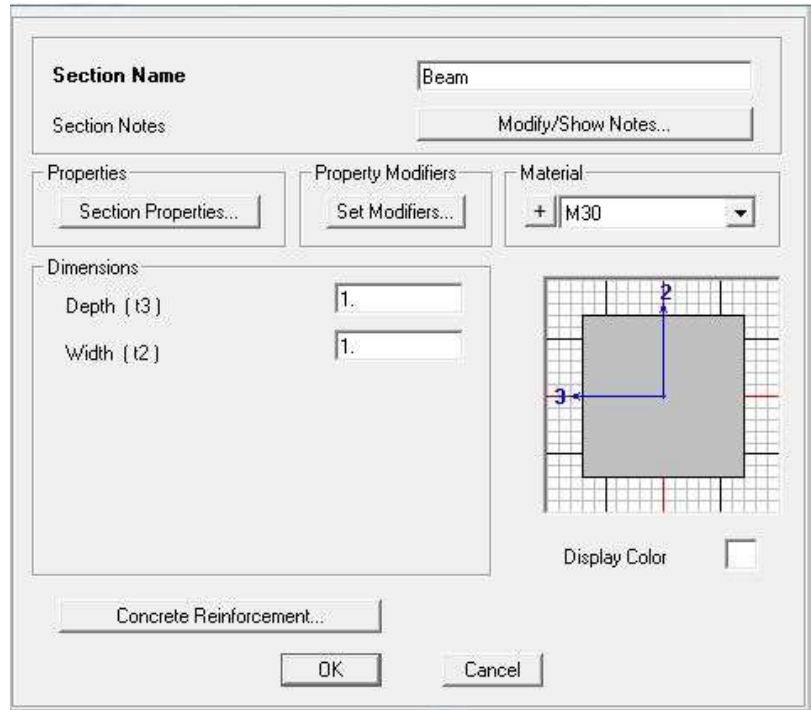 Section Name Beam
Section Notes Modify/Show Notes...
Properties Property Modifiers Material
Section Properties... Set Modifiers... + M30
Dimensions
Depth ( t3 ) 1.
Width ( t2 ) 1.
2
3
Display Color
Concrete Reinforcement...
OK Cancel